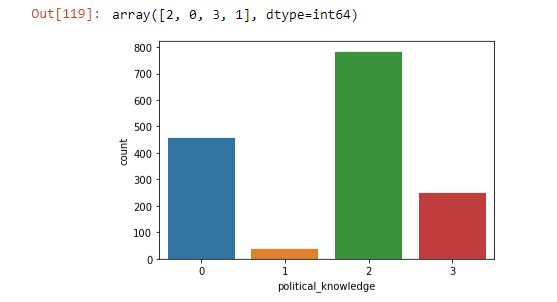 Out[119]: array([2, 0, 3, 1], dtype=int64)
800
700
600
500
400
300
200
100
0
count
0 1 2 3
political_knowledge